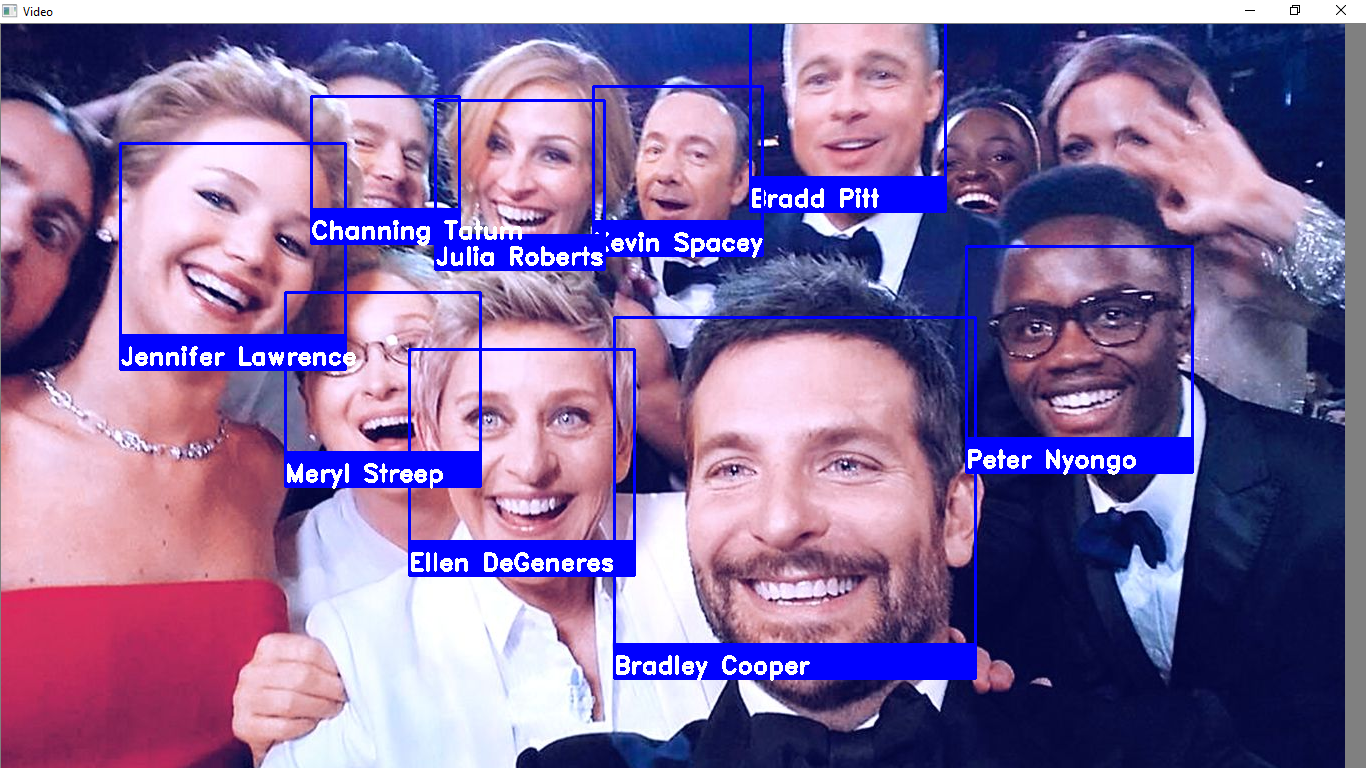 Video
Bradd Pitt
Channing Tatum
Kevin Spacey
Julia Roberts
Jennifer Lawrence
Peter Nyongo
Meryl Streep
Ellen DeGeneres
Bradley Cooper